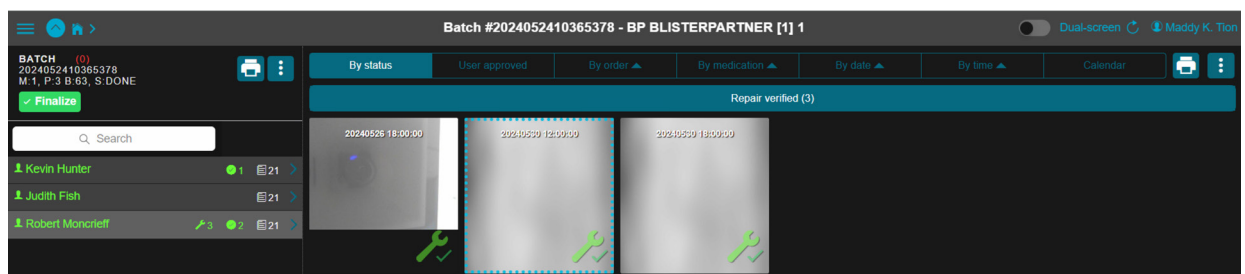 Batch #2024052410365378 - BP BLISTERPARTNER [1] 1
Dual-screen
Maddy K. Tion
BATCH (0)
2024052410365378
M:1, P:3 B:63, S:DONE
Finalize
Search
Kevin Hunter 1 21
Judith Fish 21
Robert Moncrieff 3 2 21
By status User approved By order By medication By date By time Calendar
Repair verified (3)
20240526 18:00:00 20240530 12:00:00 20240530 18:00:00